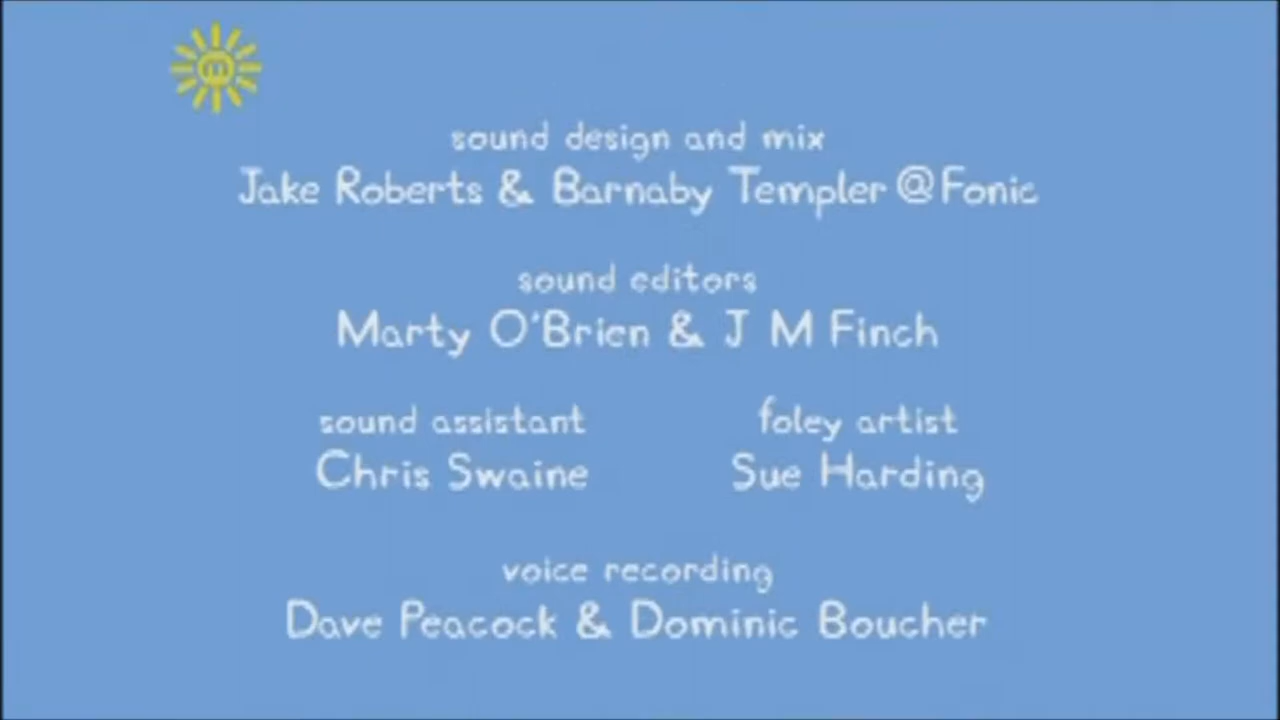 m
sound design and mix
Jake Roberts & Barnaby Templer @Fonic
sound editors
Marty O'Brien & J M Finch
sound assistant
Chris Swaine
foley artist
Sue Harding
voice recording
Dave Peacock & Dominic Boucher